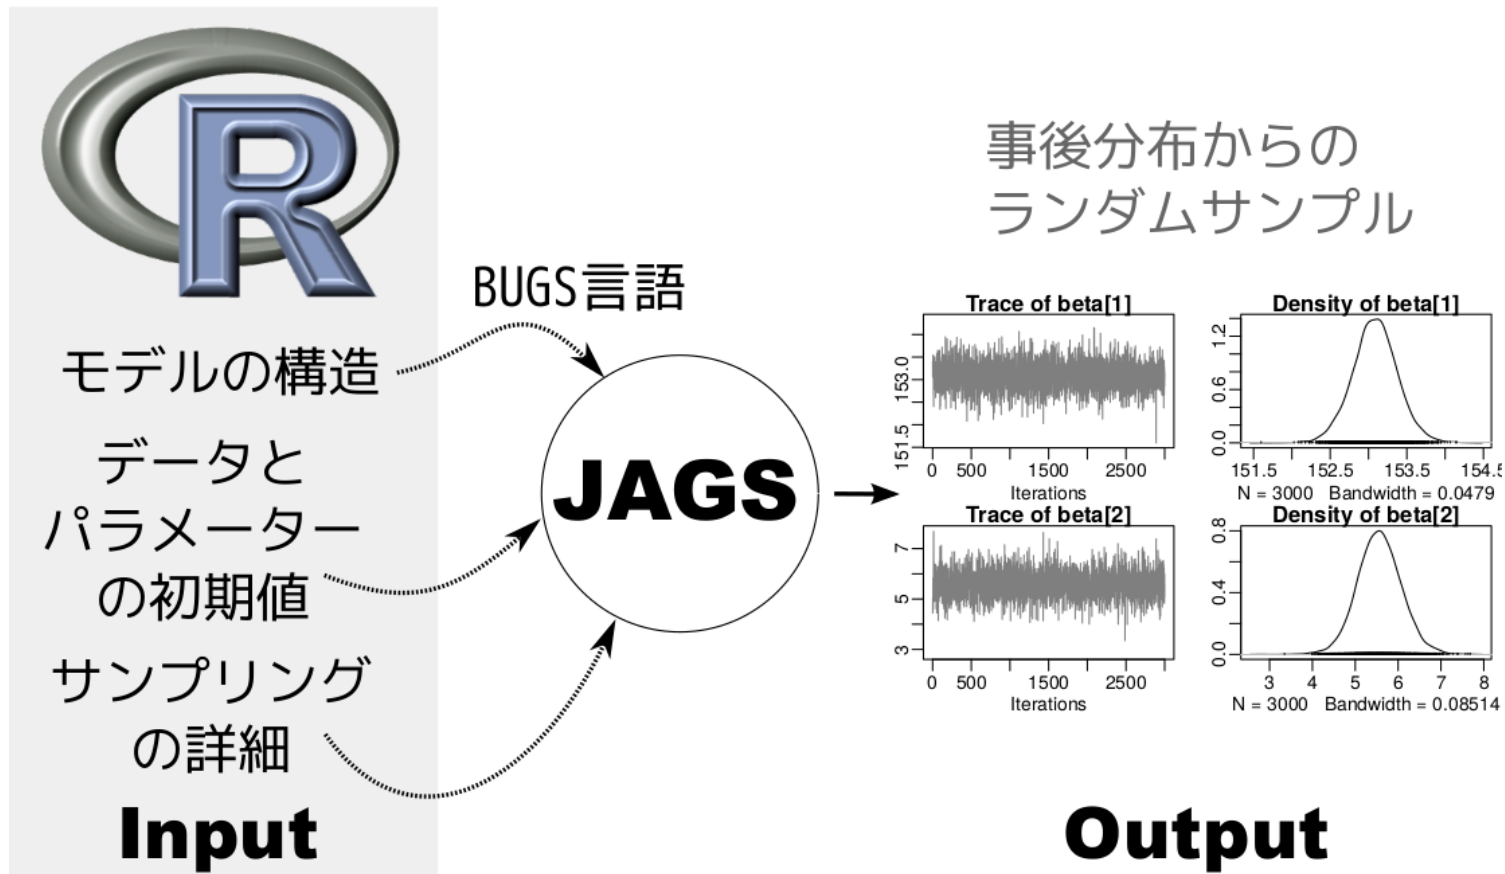 R
BUGS言語
モデルの構造
データと
パラメーター
の初期値
サンプリング
の詳細
Input
JAGS
事後分布からの
ランダムサンプル
Trace of beta[1]
153.0
151.5
0 500 1500 2500
Iterations
Density of beta[1]
1.2
0.6
0.0
151.5 152.5 153.5 154.5
N = 3000 Bandwidth = 0.0479
Trace of beta[2]
7
5
3
0 500 1500 2500
Iterations
Density of beta[2]
0.8
0.4
0.0
3 4 5 6 7 8
N = 3000 Bandwidth = 0.08514
Output